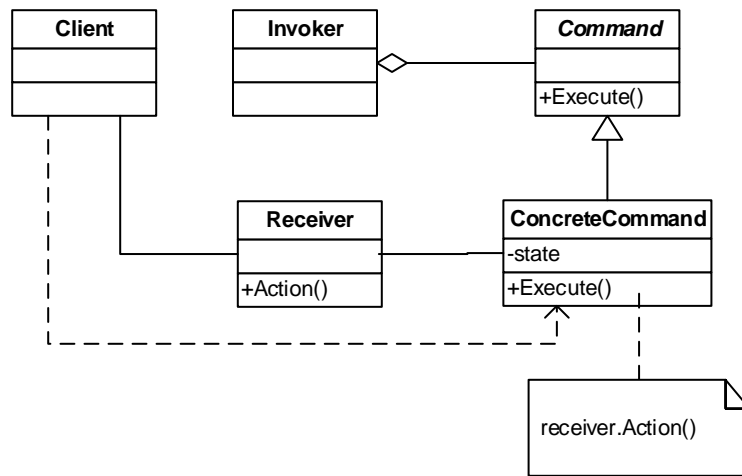 Client
Invoker
Command
+Execute()
Receiver
+Action()
ConcreteCommand
-state
+Execute()
receiver.Action()